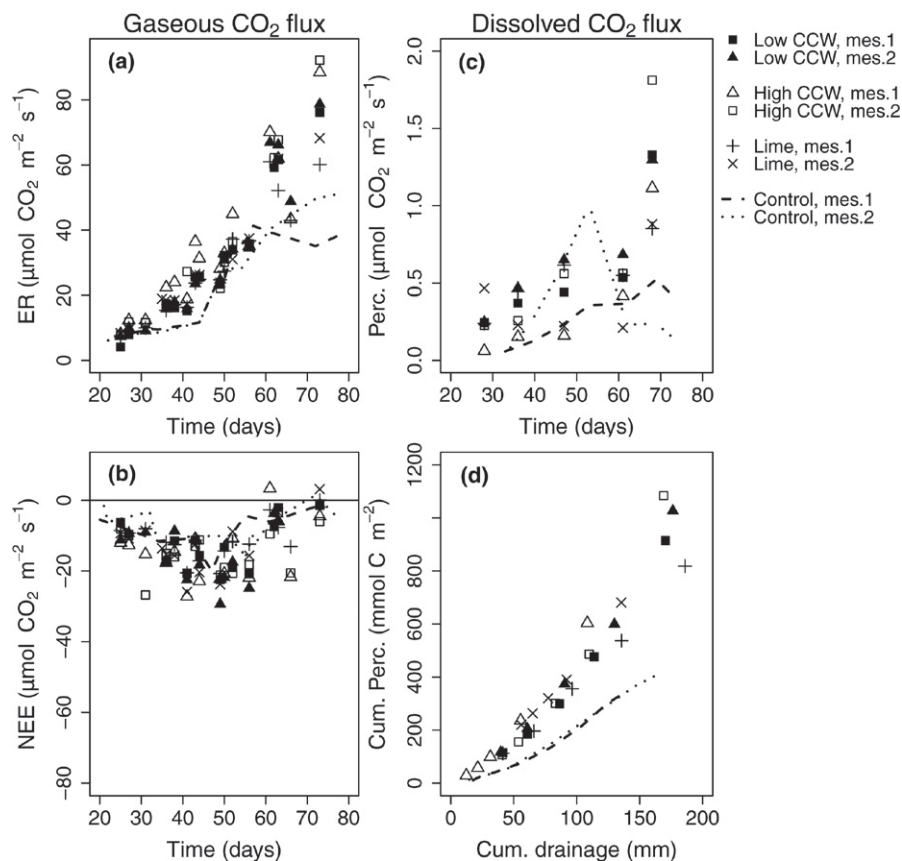 Gaseous CO2 flux
Dissolved CO2 flux
(a)
ER (µmol CO2 m−2 s−1)
0 20 40 60 80
20 30 40 50 60 70 80
Time (days)
(c)
Perc. (µmol CO2 m−2 s−1)
0.0 0.5 1.0 1.5 2.0
20 30 40 50 60 70 80
Time (days)
Low CCW, mes.1
Low CCW, mes.2
High CCW, mes.1
High CCW, mes.2
Lime, mes.1
Lime, mes.2
Control, mes.1
Control, mes.2
(b)
NEE (µmol CO2 m−2 s−1)
−80 −60 −40 −20 0
20 30 40 50 60 70 80
Time (days)
(d)
Cum. Perc. (mmol C m−2)
0 200 400 600 800 1200
0 50 100 150 200
Cum. drainage (mm)